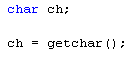 char ch;
ch = getchar();